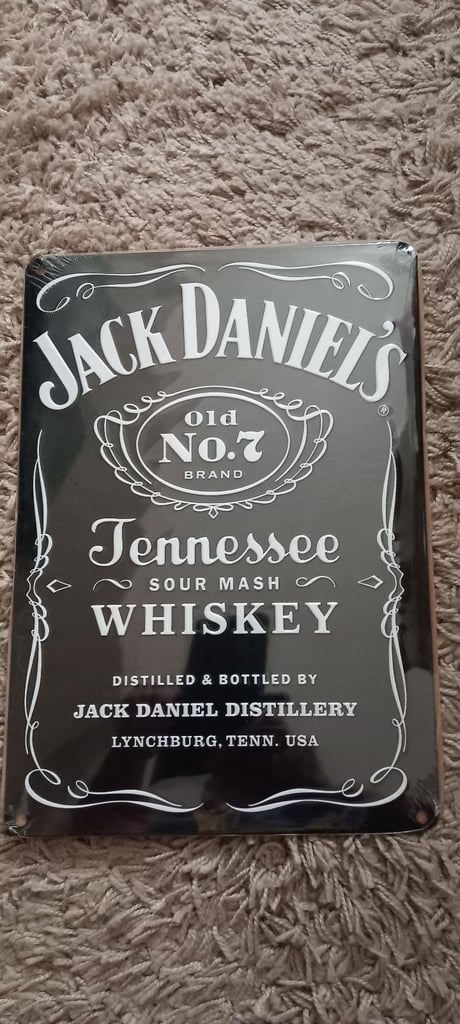 JACK DANIEL'S
®
Old
No.7
BRAND
Tennessee
SOUR MASH
WHISKEY
DISTILLED & BOTTLED BY
JACK DANIEL DISTILLERY
LYNCHBURG, TENN. USA